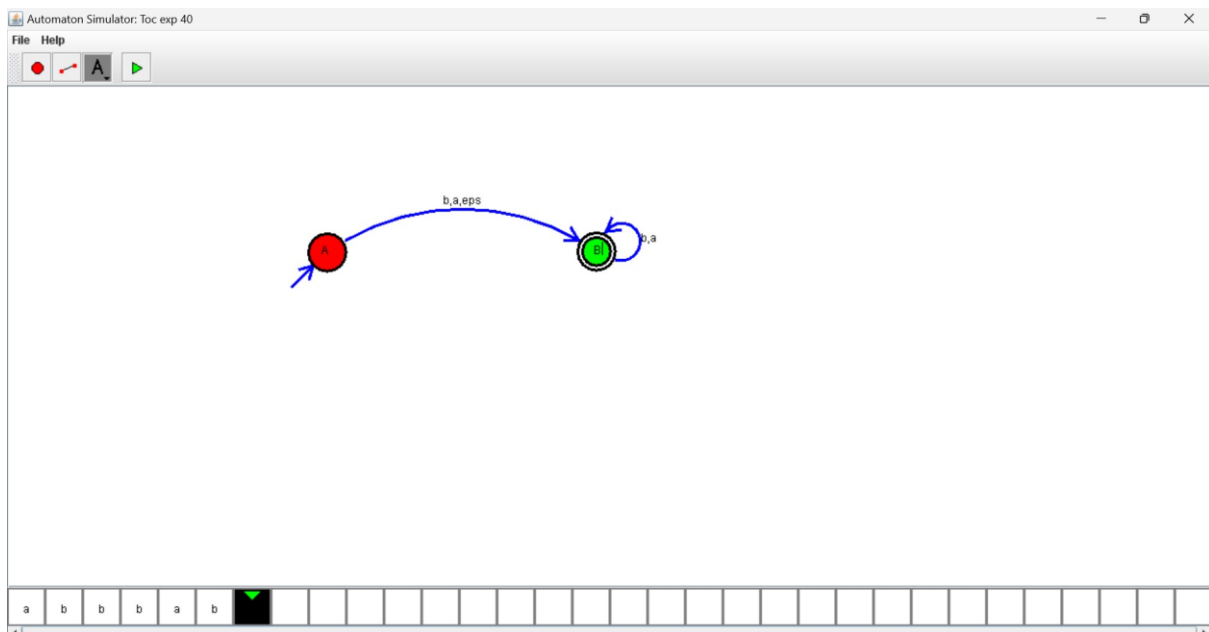 Automaton Simulator: Toc exp 40
File Help
A
b,a,eps
A
B
b,a
a b b b a b